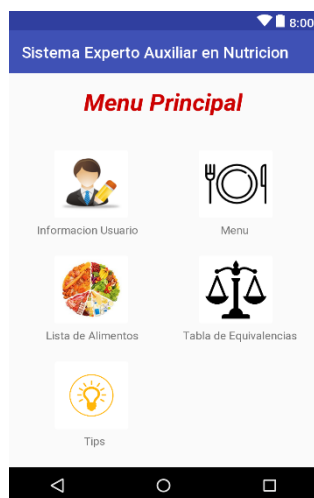 8:00
Sistema Experto Auxiliar en Nutricion
Menu Principal
Informacion Usuario
Menu
Lista de Alimentos
Tabla de Equivalencias
Tips